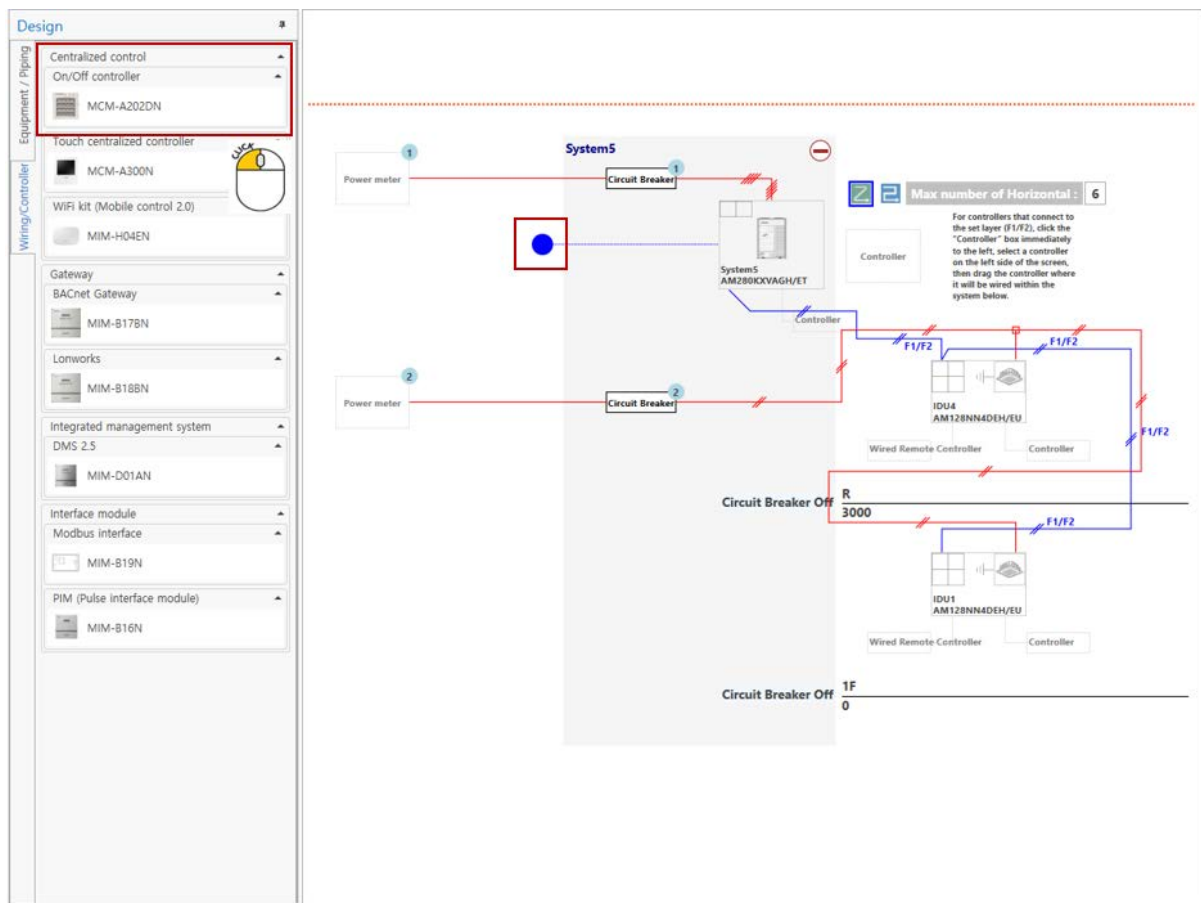 Design
Equipment / Piping
Wiring/Controller
Centralized control
On/Off controller
MCM-A202DN
Touch centralized controller
CLICK
MCM-A300N
WiFi kit (Mobile control 2.0)
MIM-H04EN
Gateway
BACnet Gateway
MIM-B17BN
Lonworks
MIM-B18BN
Integrated management system
DMS 2.5
MIM-D01AN
Interface module
Modbus interface
MIM-B19N
PIM (Pulse interface module)
MIM-B16N
System5
1
Power meter
1
Circuit Breaker
System5
AM280KXVAGH/ET
Controller
Max number of Horizontal :
6
Controller
For controllers that connect to
the set layer (F1/F2), click the
"Controller" box immediately
to the left, select a controller
on the left side of the screen,
then drag the controller where
it will be wired within the
system below.
F1/F2
F1/F2
2
Power meter
2
Circuit Breaker
IDU4
AM128NN4DEH/EU
F1/F2
Wired Remote Controller
Controller
Circuit Breaker Off
R
3000
F1/F2
IDU1
AM128NN4DEH/EU
Wired Remote Controller
Controller
Circuit Breaker Off
1F
0